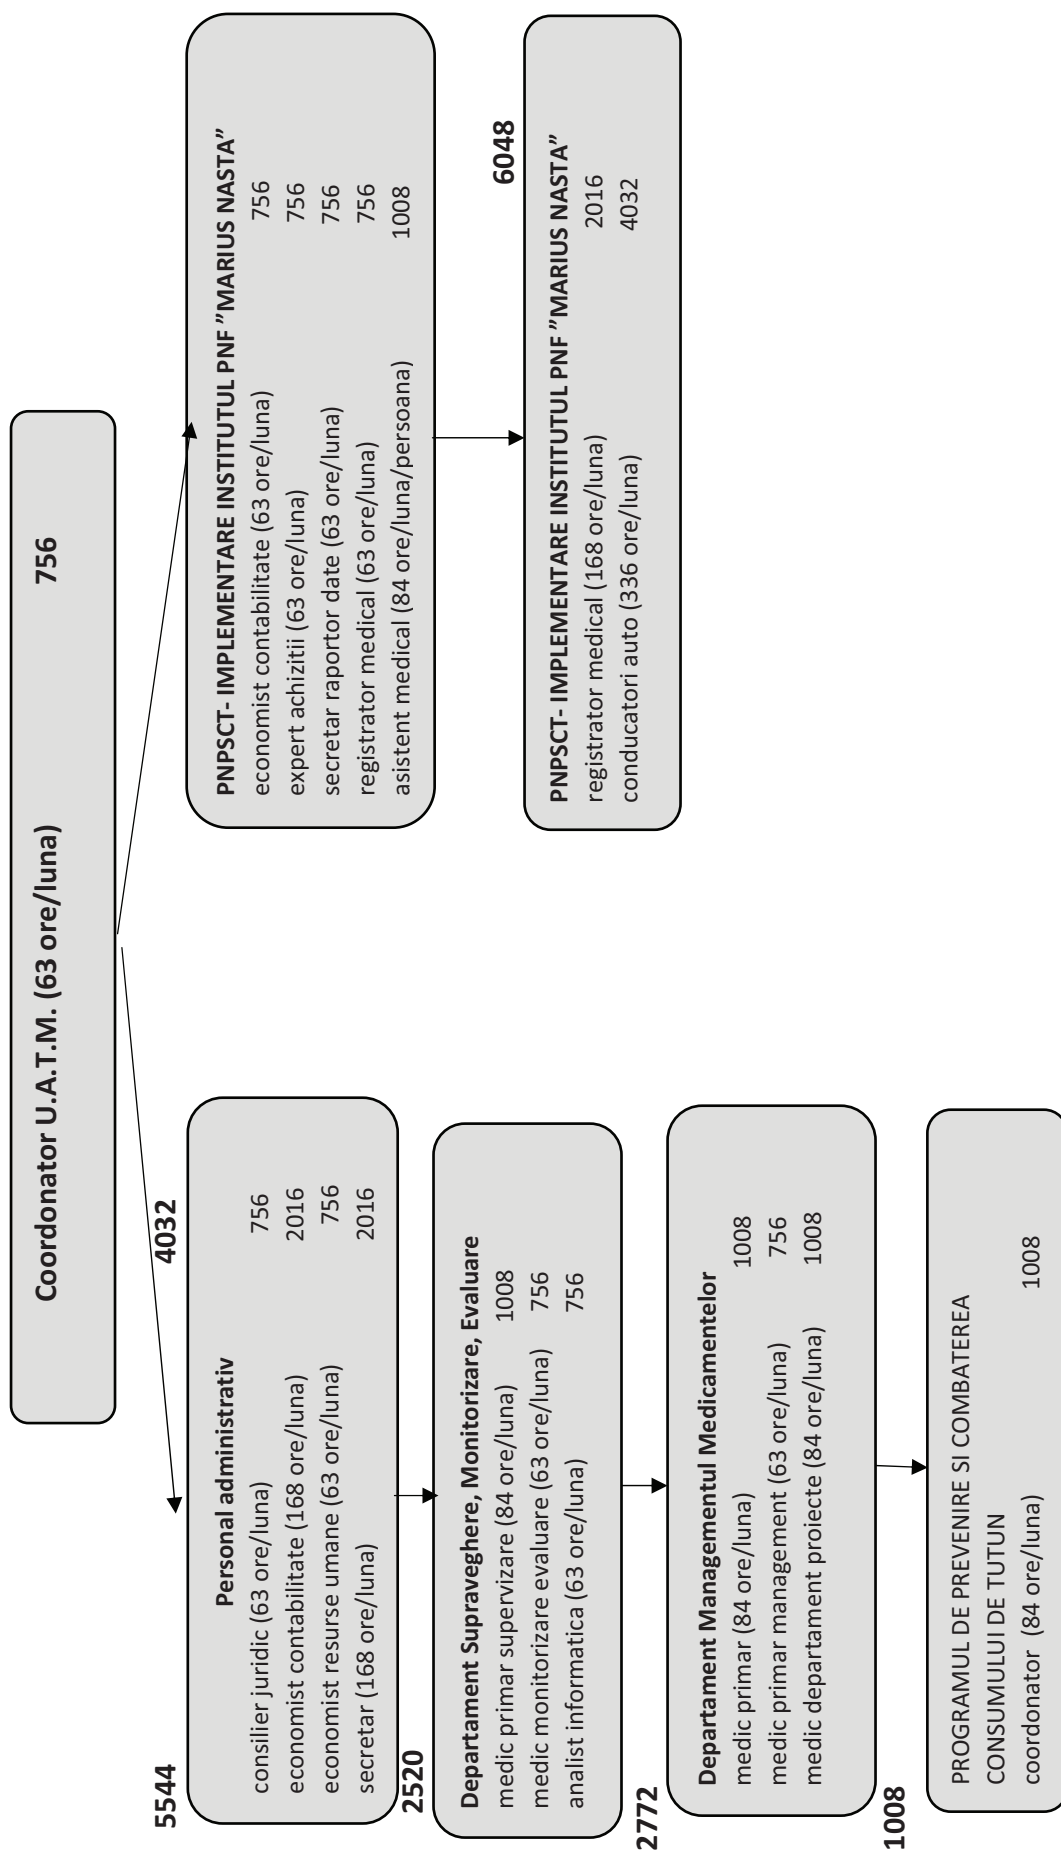 Coordonator U.A.T.M. (63 ore/luna) 756
5544 4032
Personal administrativ
consilier juridic (63 ore/luna) 756
economist contabilitate (168 ore/luna) 2016
economist resurse umane (63 ore/luna) 756
secretar (168 ore/luna) 2016
2520
Departament Supraveghere, Monitorizare, Evaluare
medic primar supervizare (84 ore/luna) 1008
medic monitorizare evaluare (63 ore/luna) 756
analist informatica (63 ore/luna) 756
2772
Departament Managementul Medicamentelor
medic primar (84 ore/luna) 1008
medic primar management (63 ore/luna) 756
medic departament proiecte (84 ore/luna) 1008
1008
PROGRAMUL DE PREVENIRE SI COMBATEREA
CONSUMULUI DE TUTUN
coordonator (84 ore/luna) 1008
PNPSCT- IMPLEMENTARE INSTITUTUL PNF ”MARIUS NASTA”
economist contabilitate (63 ore/luna) 756
expert achizitii (63 ore/luna) 756
secretar raportor date (63 ore/luna) 756
registrator medical (63 ore/luna) 756
asistent medical (84 ore/luna/persoana) 1008
6048
PNPSCT- IMPLEMENTARE INSTITUTUL PNF ”MARIUS NASTA”
registrator medical (168 ore/luna) 2016
conducatori auto (336 ore/luna) 4032